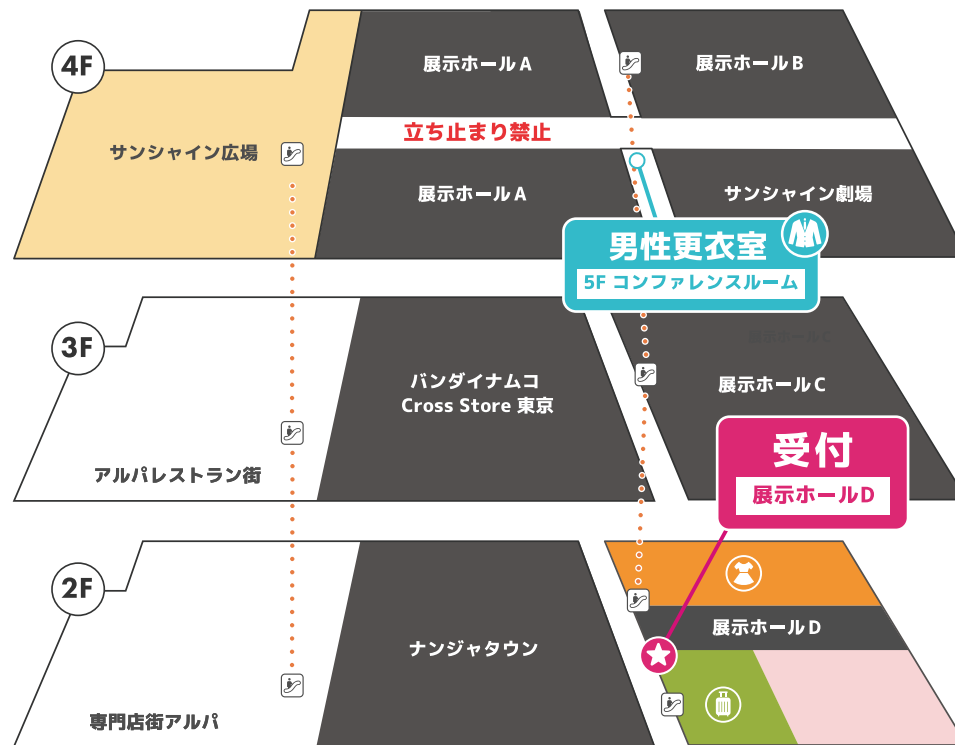 4F
展示ホールA
展示ホールB
立ち止まり禁止
サンシャイン広場
展示ホールA
サンシャイン劇場
男性更衣室
5F コンファレンスルーム
3F
展示ホールC
バンダイナムコ
Cross Store 東京
展示ホールC
アルパレストラン街
受付
展示ホールD
2F
展示ホールD
ナンジャタウン
専門店街アルパ